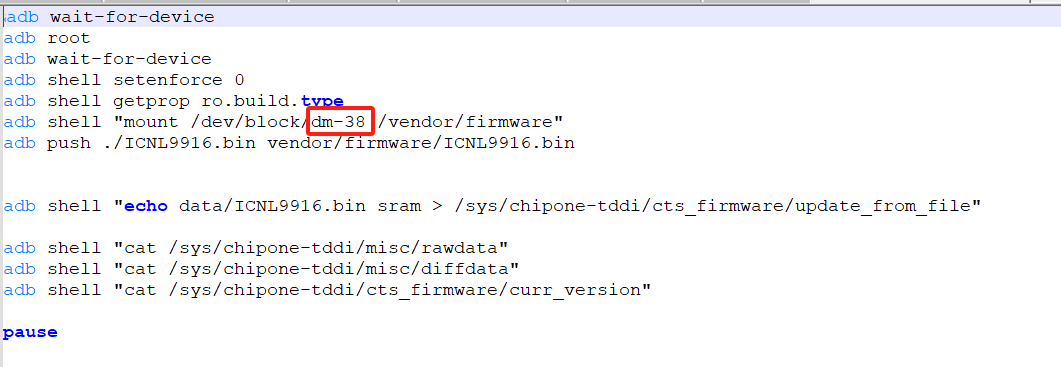 adb wait-for-device
adb root
adb wait-for-device
adb shell setenforce 0
adb shell getprop ro.build.type
adb shell "mount /dev/block/dm-38 /vendor/firmware"
adb push ./ICNL9916.bin vendor/firmware/ICNL9916.bin
adb shell "echo data/ICNL9916.bin sram > /sys/chipone-tddi/cts_firmware/update_from_file"
adb shell "cat /sys/chipone-tddi/misc/rawdata"
adb shell "cat /sys/chipone-tddi/misc/diffdata"
adb shell "cat /sys/chipone-tddi/cts_firmware/curr_version"
pause